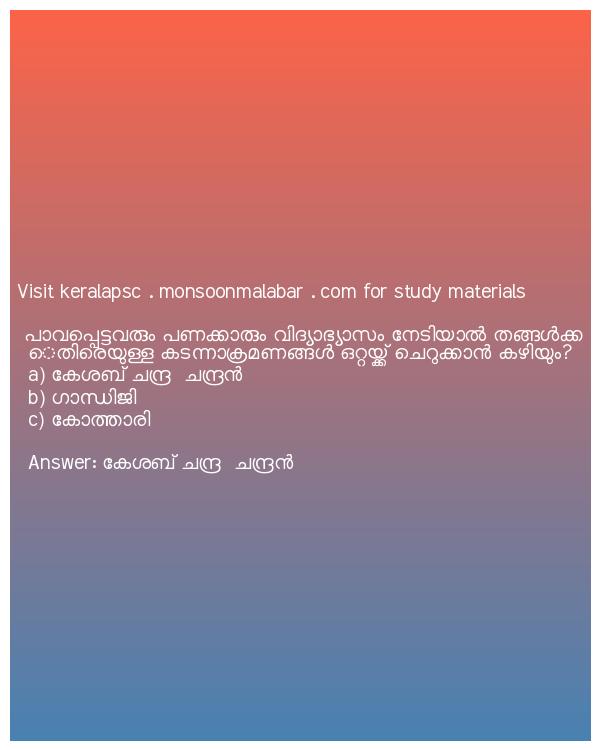 Visit keralapsc . monsoonmalabar . com for study materials
പാവപ്പെട്ടവരും പണക്കാരും വിദ്യാഭ്യാസം നേടിയാൽ തങ്ങൾക്ക
െതിരെയുള്ള കടന്നാക്രമണങ്ങൾ ഒറ്റയ്ക്ക് ചെറുക്കാൻ കഴിയും?
a) കേശബ് ചന്ദ്ര ചന്ദ്രൻ
b) ഗാന്ധിജി
c) കോത്താരി
Answer: കേശബ് ചന്ദ്ര ചന്ദ്രൻ